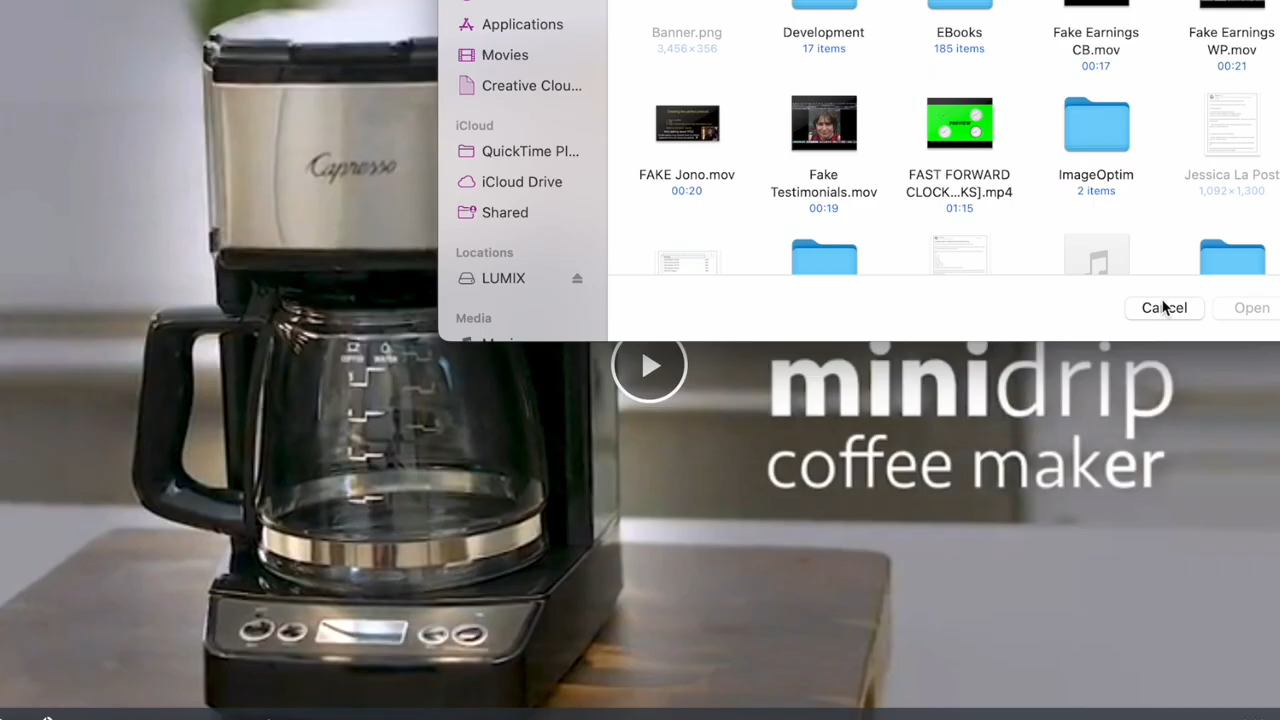 Applications
Movies
Creative Clou...
iCloud
QuickTime Pl...
iCloud Drive
Shared
Locations
LUMIX
Media
Banner.png
3,456×356
Development
17 items
EBooks
185 items
Fake Earnings
CB.mov
00:17
Fake Earnings
WP.mov
00:21
FAKE Jono.mov
00:20
Fake
Testimonials.mov
00:19
FAST FORWARD
CLOCK...KS].mp4
01:15
ImageOptim
2 items
Jessica La Post
1,092×1,300
PREVIEW
Cancel
Open
Capresso
minidrip
coffee maker